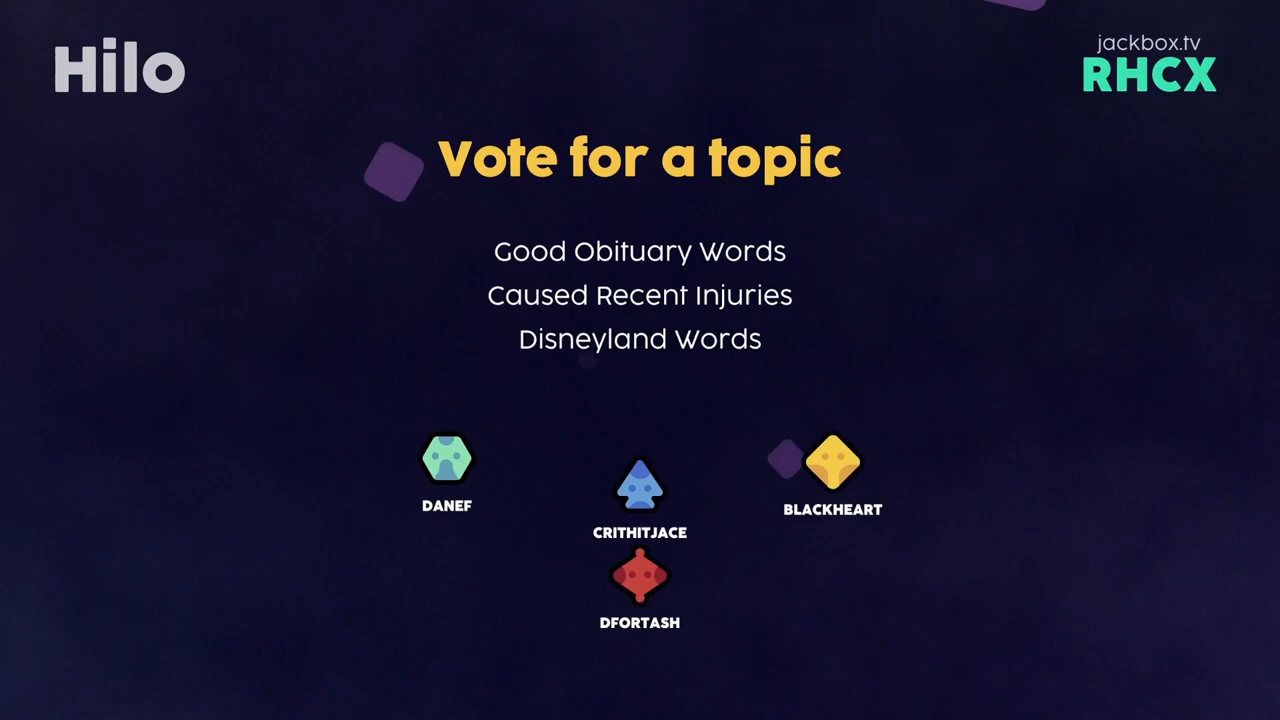 Hilo
jackbox.tv
RHCX
Vote for a topic
Good Obituary Words
Caused Recent Injuries
Disneyland Words
DANEF
CRITHITJACE
BLACKHEART
DFORTASH